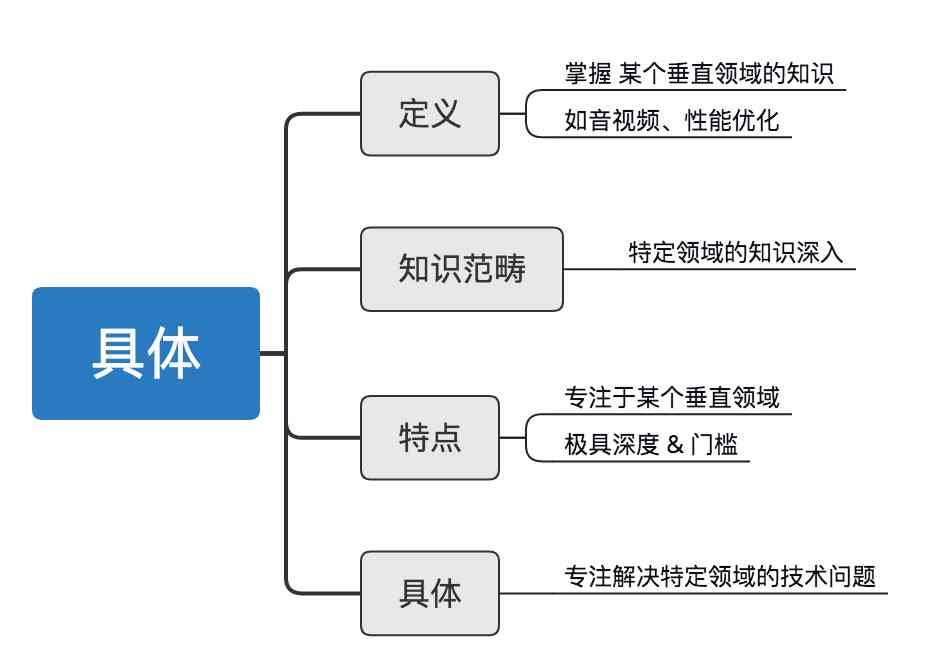 具体
定义
掌握 某个垂直领域的知识
如音视频、性能优化
知识范畴
特定领域的知识深入
特点
专注于某个垂直领域
极具深度 & 门槛
具体
专注解决特定领域的技术问题